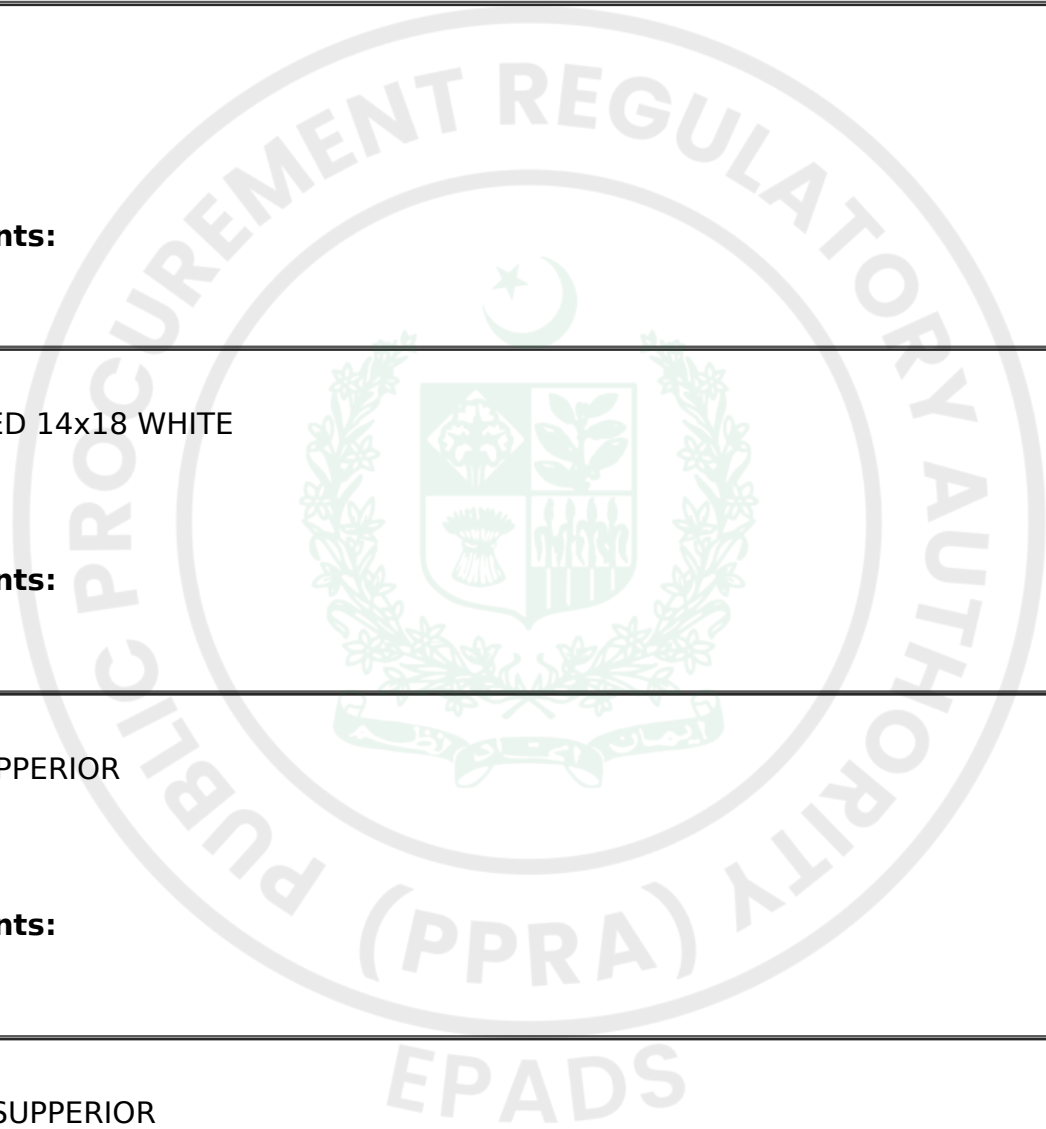 nts:
ED 14x18 WHITE
nts:
PPERIOR
nts:
SUPPERIOR
PUBLIC PROCUREMENT REGULATORY AUTHORITY
(PPRA)
EPADS